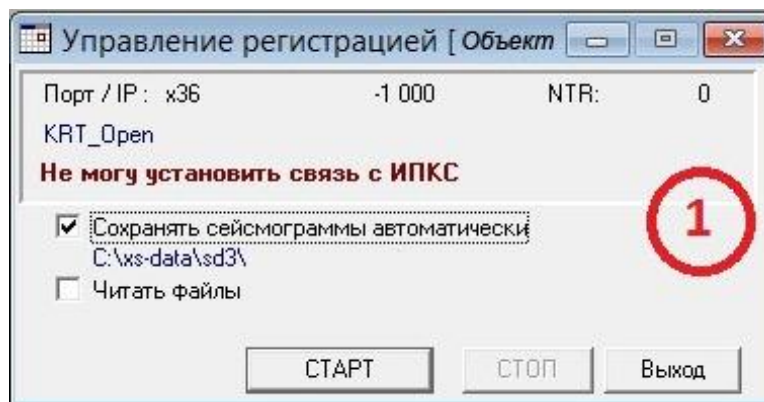 Управление регистрацией [ Объект
Порт / IP : x36 -1 000 NTR: 0
KRT_Open
Не могу установить связь с ИПКС
Сохранять сейсмограммы автоматически
C:\xs-data\sd3\
Читать файлы
1
СТАРТ СТОП Выход